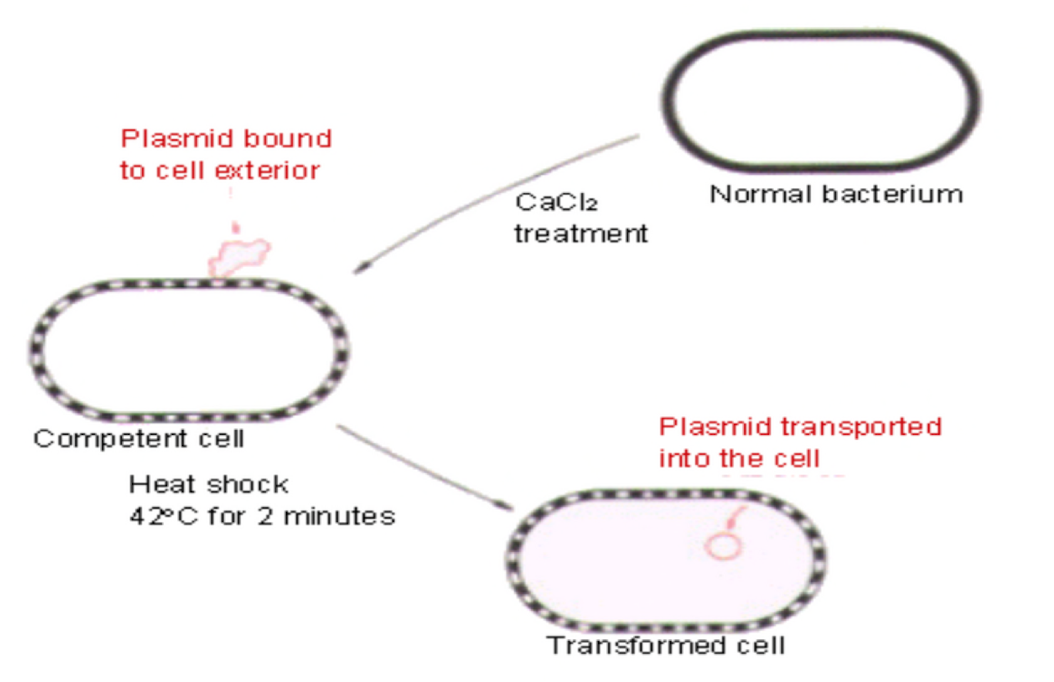 Normal bacterium
CaCl₂
treatment
Plasmid bound
to cell exterior
Competent cell
Heat shock
42°C for 2 minutes
Plasmid transported
into the cell
Transformed cell